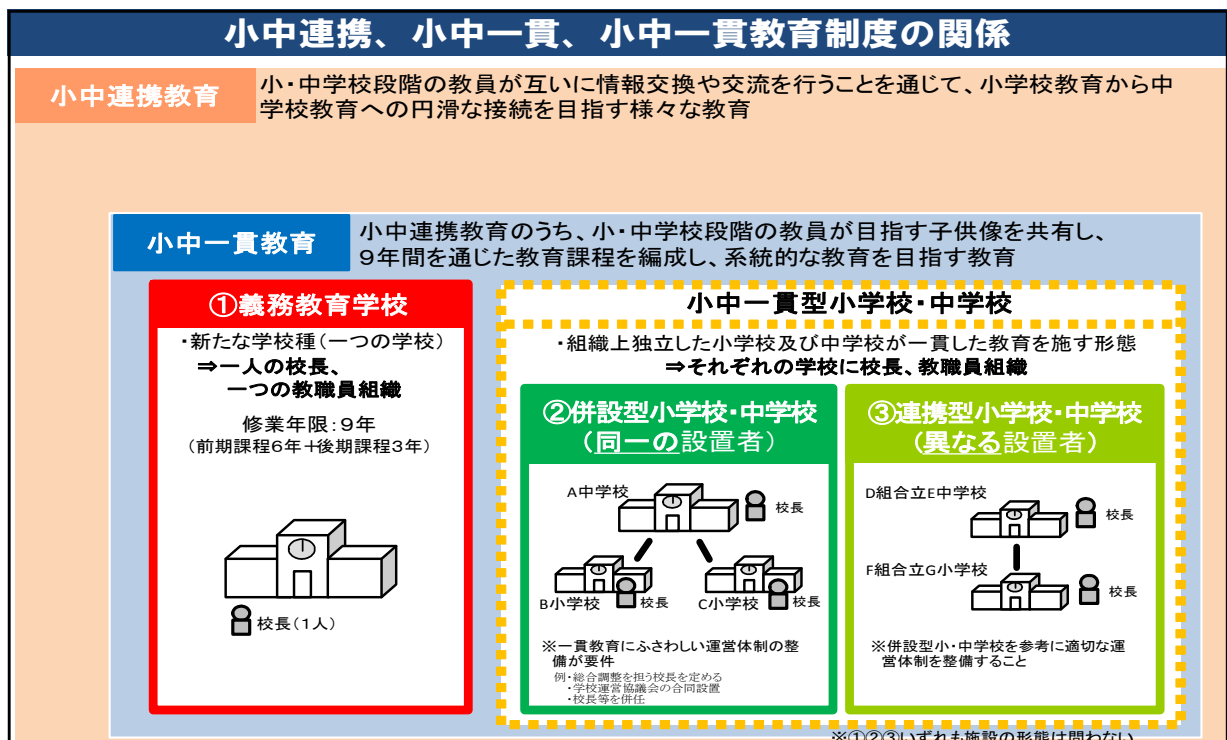 小中連携、小中一貫、小中一貫教育制度の関係
小中連携教育
小・中学校段階の教員が互いに情報交換や交流を行うことを通じて、小学校教育から中
学校教育への円滑な接続を目指す様々な教育
小中一貫教育
小中連携教育のうち、小・中学校段階の教員が目指す子供像を共有し、
９年間を通じた教育課程を編成し、系統的な教育を目指す教育
①義務教育学校
・新たな学校種（一つの学校）
⇒一人の校長、
一つの教職員組織
修業年限：９年
（前期課程６年＋後期課程３年）
校長（１人）
小中一貫型小学校・中学校
・組織上独立した小学校及び中学校が一貫した教育を施す形態
⇒それぞれの学校に校長、教職員組織
②併設型小学校・中学校
（同一の設置者）
A中学校
校長
B小学校
校長
C小学校
校長
※一貫教育にふさわしい運営体制の整
備が要件
例・総合調整を担う校長を定める
・学校運営協議会の合同設置
・校長等を併任
③連携型小学校・中学校
（異なる設置者）
D組合立E中学校
校長
F組合立G小学校
校長
※併設型小・中学校を参考に適切な運
営体制を整備すること
※①②③いずれも施設の形態は問わない